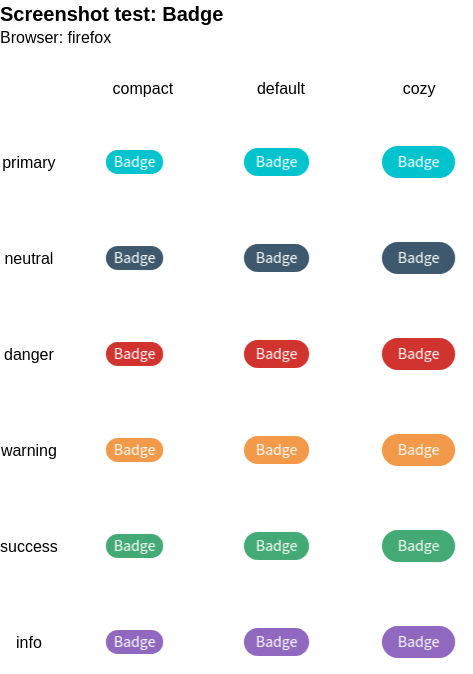 Screenshot test: Badge
Browser: firefox
compact default cozy
primary Badge Badge Badge
neutral Badge Badge Badge
danger Badge Badge Badge
warning Badge Badge Badge
success Badge Badge Badge
info Badge Badge Badge